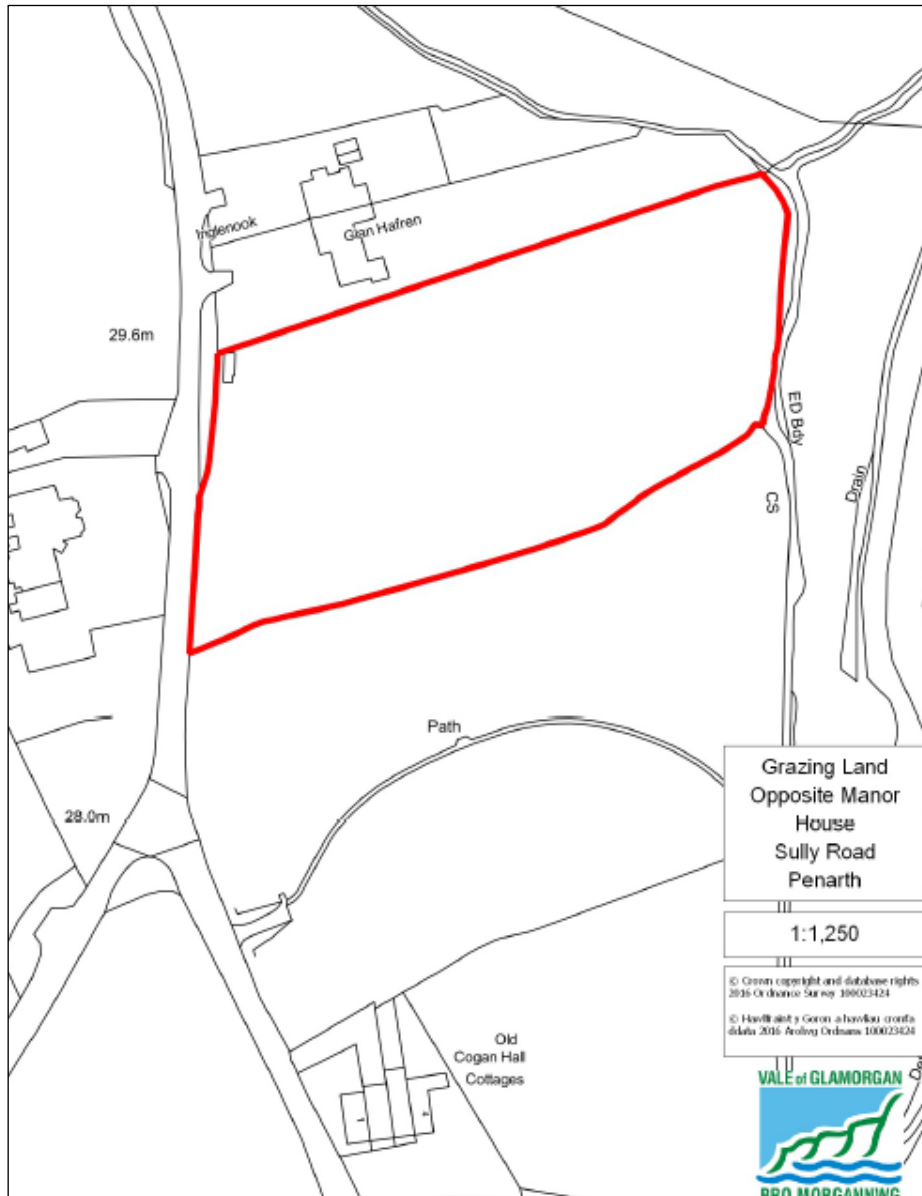 Inglenook
Glan Hafren
29.6m
ED Bdy
Drain
CS
Path
28.0m
Grazing Land
Opposite Manor
House
Sully Road
Penarth
1:1,250
© Crown copyright and database rights
2016 Ordnance Survey 100023424
© Hawlfraint y Goron a hawliau cronfa
ddata 2016 Arolwg Ordnans 100023424
Old
Cogan Hall
Cottages
1
4
VALE of GLAMORGAN
BRO MORGANNWG